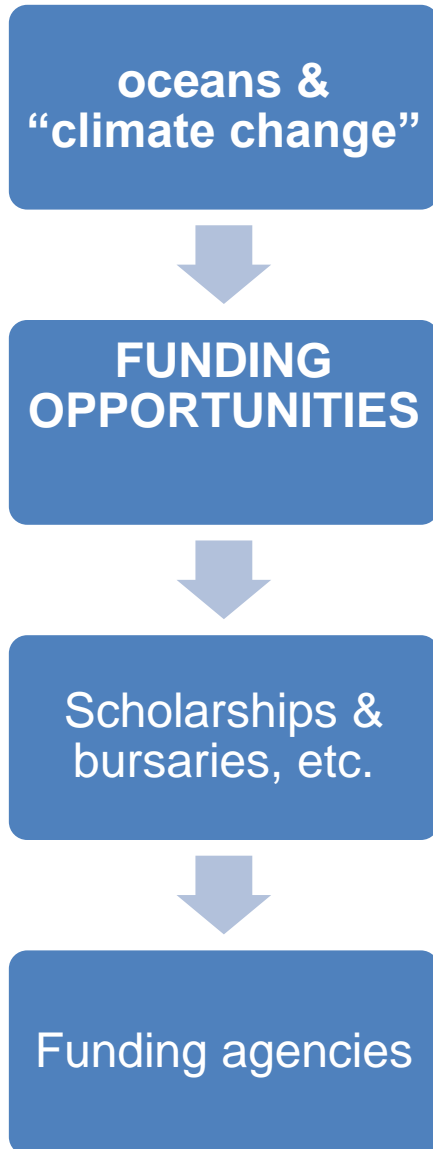 oceans &
“climate change”
FUNDING
OPPORTUNITIES
Scholarships &
bursaries, etc.
Funding agencies